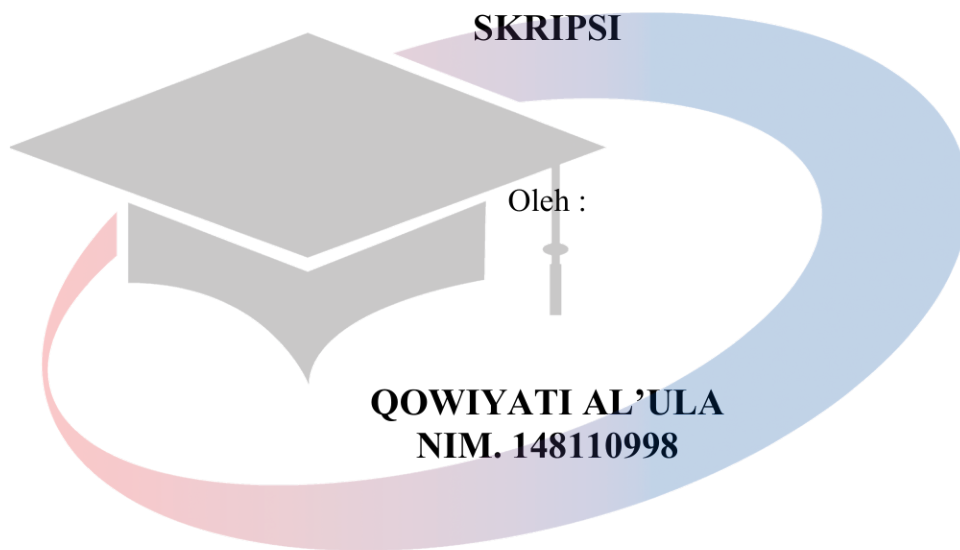 SKRIPSI
Oleh :
QOWIYATI AL’ULA
NIM. 148110998